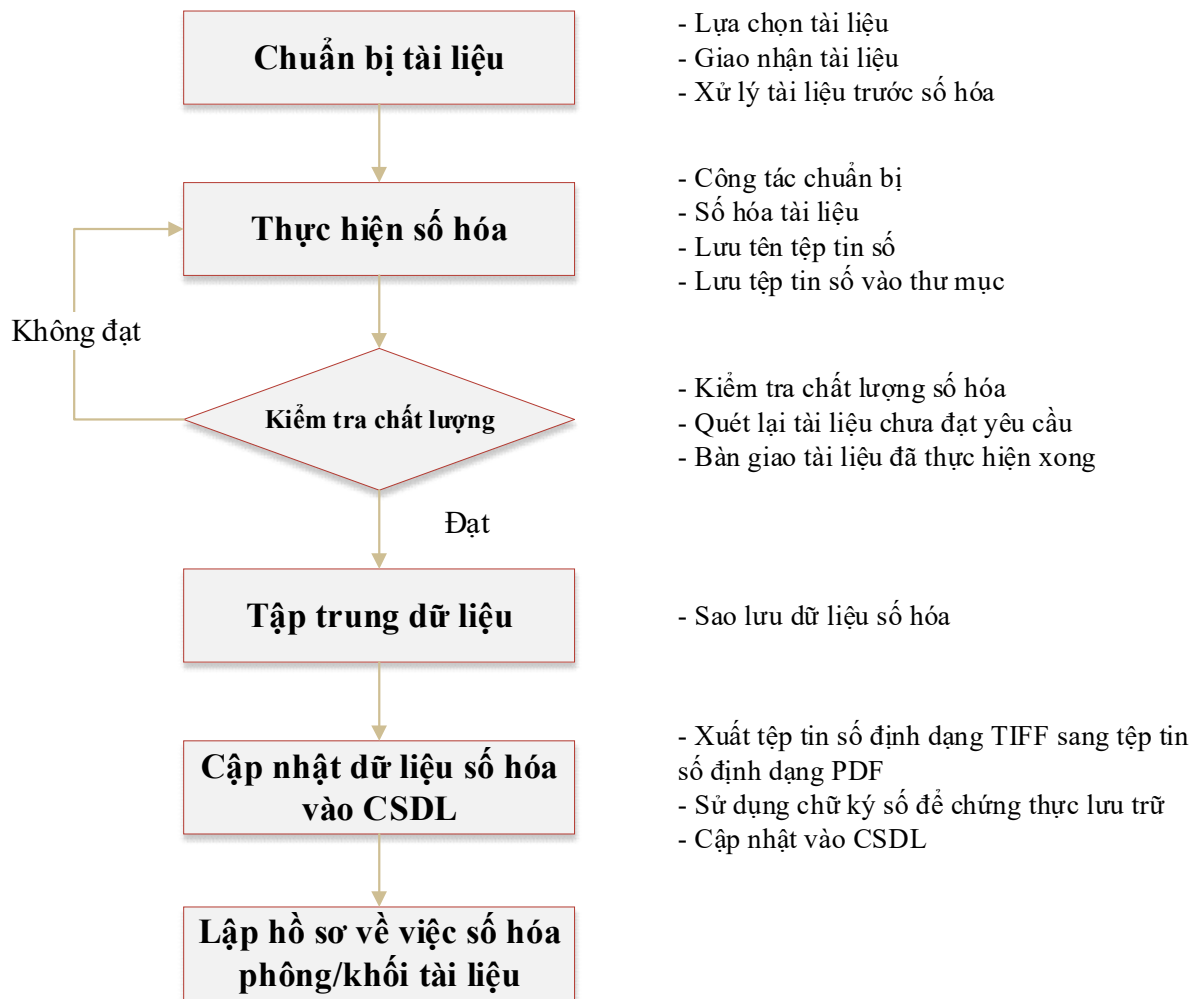 Chuẩn bị tài liệu
- Lựa chọn tài liệu
- Giao nhận tài liệu
- Xử lý tài liệu trước số hóa
Thực hiện số hóa
- Công tác chuẩn bị
- Số hóa tài liệu
- Lưu tên tệp tin số
- Lưu tệp tin số vào thư mục
Không đạt
Kiểm tra chất lượng
- Kiểm tra chất lượng số hóa
- Quét lại tài liệu chưa đạt yêu cầu
- Bàn giao tài liệu đã thực hiện xong
Đạt
Tập trung dữ liệu
- Sao lưu dữ liệu số hóa
Cập nhật dữ liệu số hóa
vào CSDL
- Xuất tệp tin số định dạng TIFF sang tệp tin
số định dạng PDF
- Sử dụng chữ ký số để chứng thực lưu trữ
- Cập nhật vào CSDL
Lập hồ sơ về việc số hóa
phông/khối tài liệu